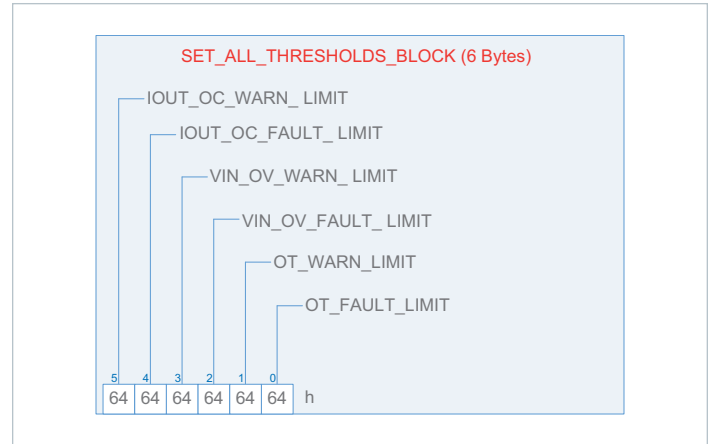 SET_ALL_THRESHOLDS_BLOCK (6 Bytes)
IOUT_OC_WARN_ LIMIT
IOUT_OC_FAULT_ LIMIT
VIN_OV_WARN_ LIMIT
VIN_OV_FAULT_ LIMIT
OT_WARN_LIMIT
OT_FAULT_LIMIT
5 4 3 2 1 0
64 64 64 64 64 64 h